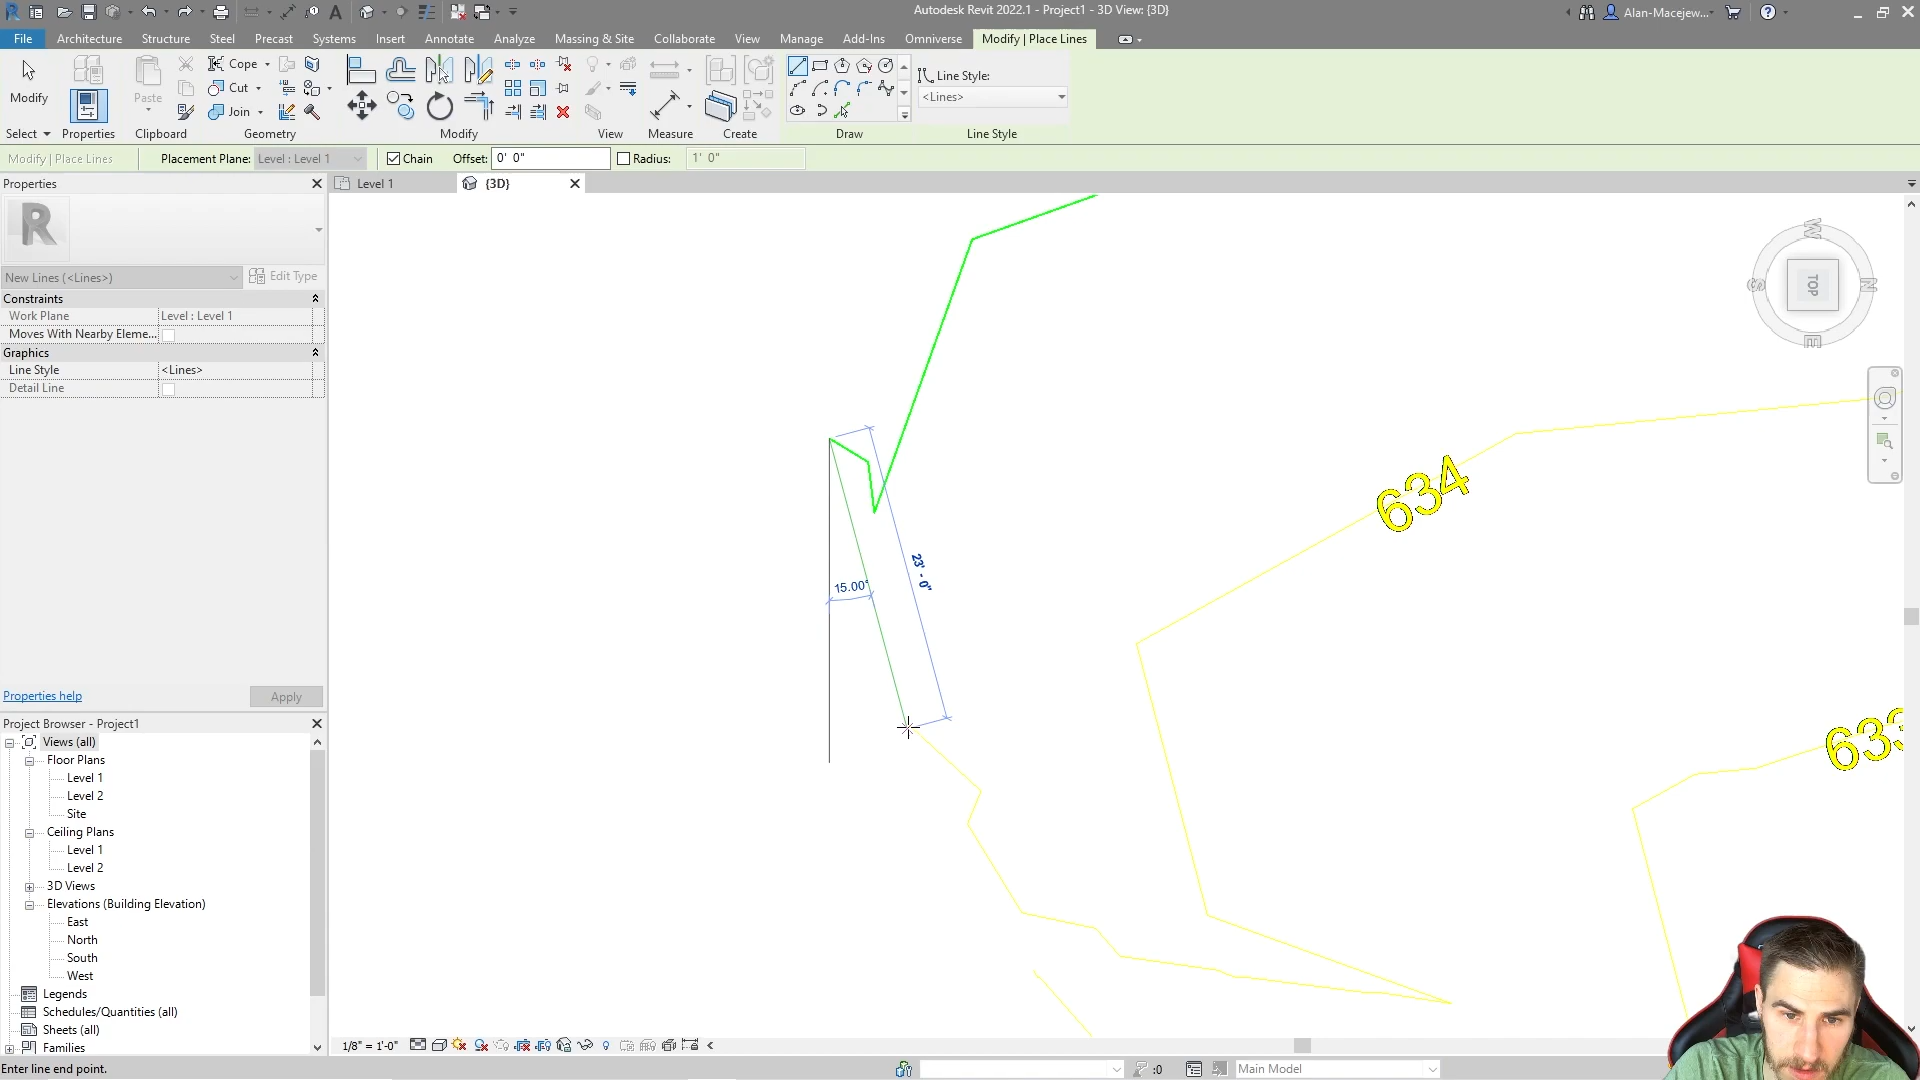 Autodesk Revit 2022.1 - Project1 - 3D View: {3D}
Alan-Macejew...
File Architecture Structure Steel Precast Systems Insert Annotate Analyze Massing & Site Collaborate View Manage Add-Ins Omniverse Modify | Place Lines
Modify
Paste
Cope
Cut
Join
Line Style:
<Lines>
Select Properties Clipboard Geometry Modify View Measure Create Draw Line Style
Modify | Place Lines Placement Plane: Level : Level 1 Chain Offset: 0' 0" Radius: 1' 0"
Properties
Level 1
{3D}
R
New Lines (<Lines>) Edit Type
Constraints
Work Plane Level : Level 1
Moves With Nearby Eleme...
Graphics
Line Style <Lines>
Detail Line
Properties help Apply
Project Browser - Project1
Views (all)
Floor Plans
Level 1
Level 2
Site
Ceiling Plans
Level 1
Level 2
3D Views
Elevations (Building Elevation)
East
North
South
West
Legends
Schedules/Quantities (all)
Sheets (all)
Families
W
S
TOP
N
E
634
633
15.00°
23' - 0"
1/8" = 1'-0"
Enter line end point.
:0
Main Model